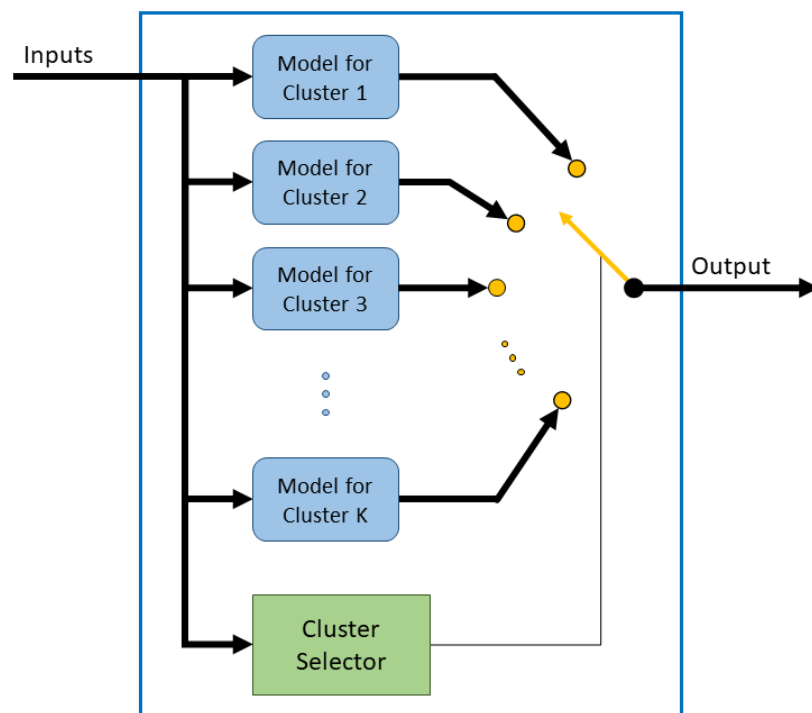 Inputs
Model for
Cluster 1
Model for
Cluster 2
Model for
Cluster 3
Output
Model for
Cluster K
Cluster
Selector